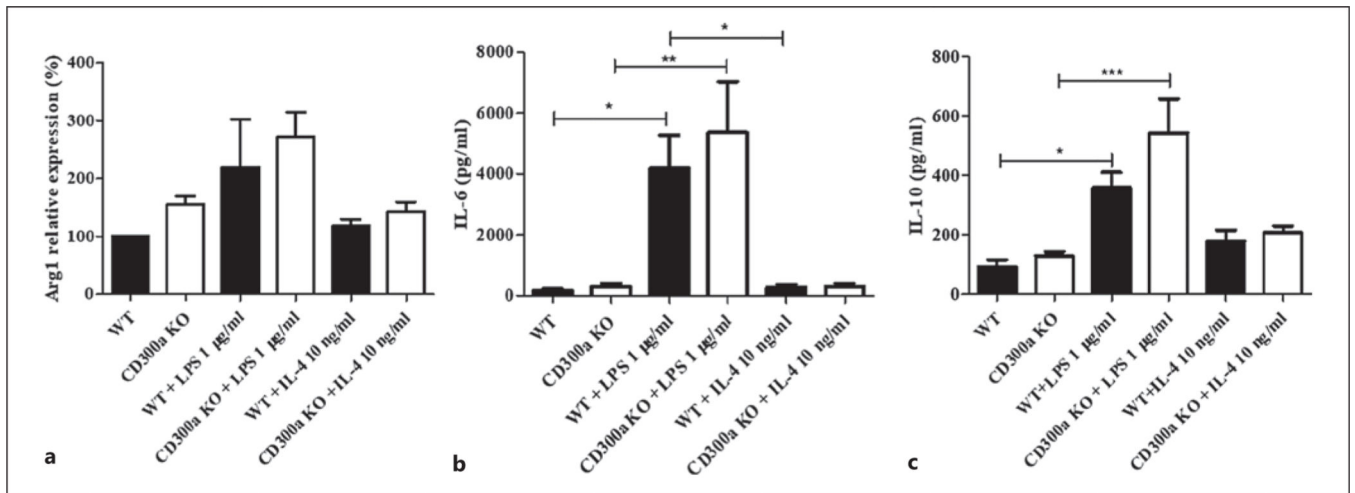 Arg1 relative expression (%)
400
300
200
100
0
WT
CD300a KO
WT + LPS 1 µg/ml
CD300a KO + LPS 1 µg/ml
WT + IL-4 10 ng/ml
CD300a KO + IL-4 10 ng/ml
a
IL-6 (pg/ml)
8000
6000
4000
2000
0
*
**
*
WT
CD300a KO
WT + LPS 1 µg/ml
CD300a KO + LPS 1 µg/ml
WT + IL-4 10 ng/ml
CD300a KO + IL-4 10 ng/ml
b
IL-10 (pg/ml)
800
600
400
200
0
***
*
WT
CD300a KO
WT+LPS 1 µg/ml
CD300a KO + LPS 1 µg/ml
WT+IL-4 10 ng/ml
CD300a KO + IL-4 10 ng/ml
c